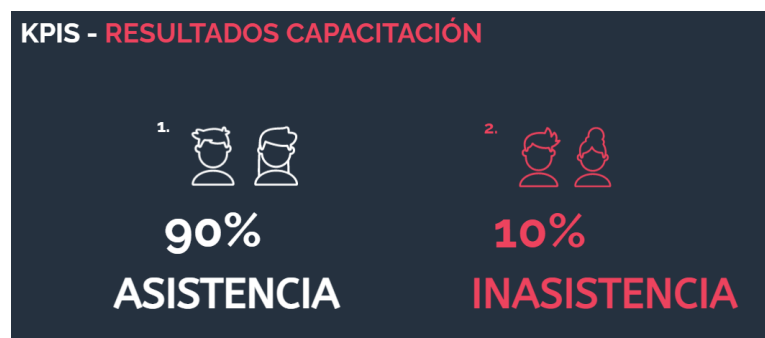 KPIS - RESULTADOS CAPACITACIÓN
1.
90%
ASISTENCIA
2.
10%
INASISTENCIA